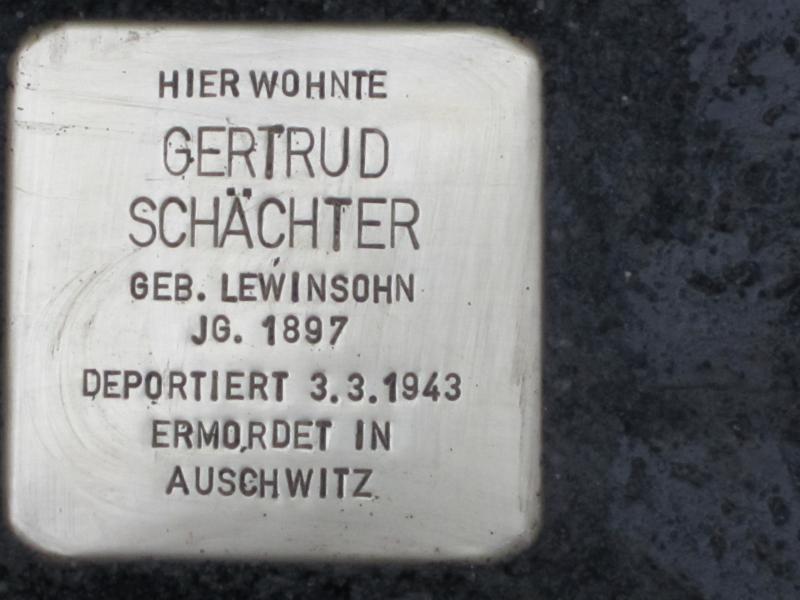 HIER WOHNTE
GERTRUD
SCHÄCHTER
GEB. LEWINSOHN
JG. 1897
DEPORTIERT 3.3.1943
ERMORDET IN
AUSCHWITZ